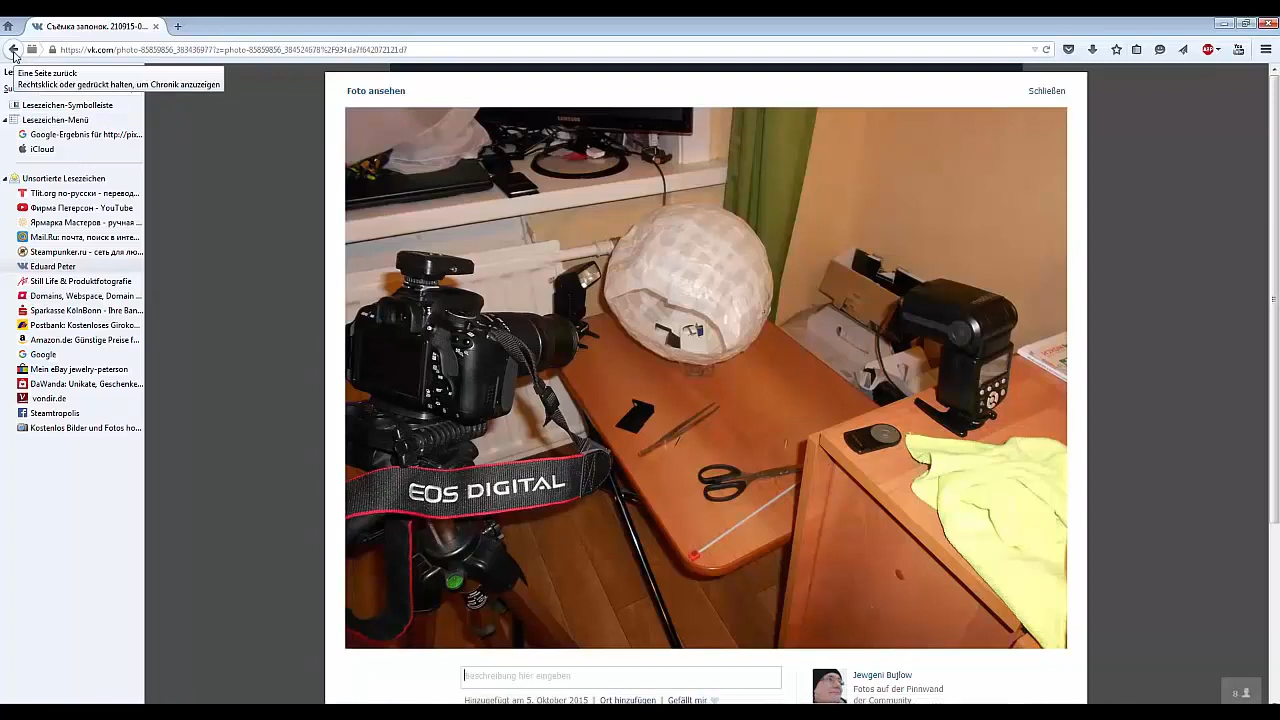 Съёмка запонок. 210915-0...
https://vk.com/photo-85859856_383436977?z=photo-85859856_384524678%2F934da7f642072121d7
Eine Seite zurück
Rechtsklick oder gedrückt halten, um Chronik anzuzeigen
Lesezeichen-Symbolleiste
Lesezeichen-Menü
Google-Ergebnis für http://pix...
iCloud
Unsortierte Lesezeichen
Tlit.org по-русски - перевод...
Фирма Петерсон - YouTube
Ярмарка Мастеров - ручная ...
Mail.Ru: почта, поиск в инте...
Steampunker.ru - сеть для лю...
Eduard Peter
Still Life & Produktfotografie
Domains, Webspace, Domain ...
Sparkasse KölnBonn - Ihre Ban...
Postbank: Kostenloses Giroko...
Amazon.de: Günstige Preise f...
Google
Mein eBay jewelry-peterson
DaWanda: Unikate, Geschenke...
vondir.de
Steamtropolis
Kostenlos Bilder und Fotos ho...
Foto ansehen
Schließen
SAMSUNG
EOS DIGITAL
Beschreibung hier eingeben
Hinzugefügt am 5. Oktober 2015 | Ort hinzufügen | Gefällt mir
Jewgeni Bujlow
Fotos auf der Pinnwand
der Community
8